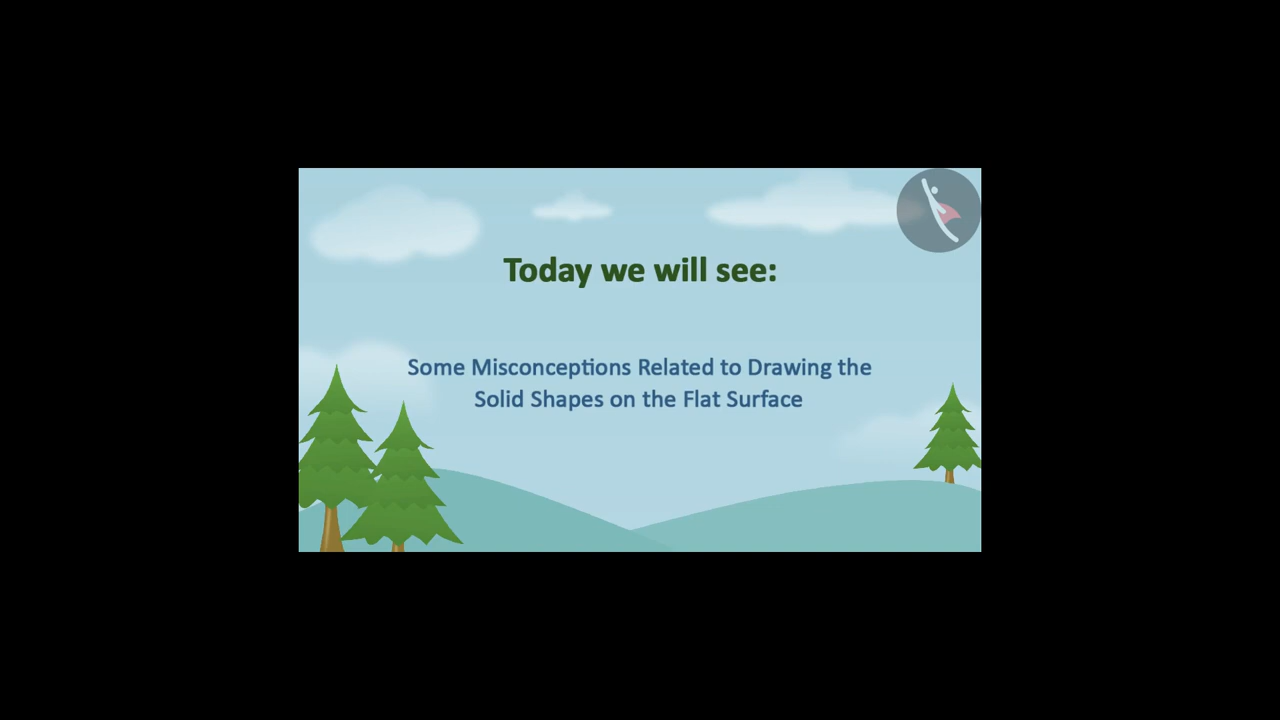 Today we will see:
Some Misconceptions Related to Drawing the
Solid Shapes on the Flat Surface